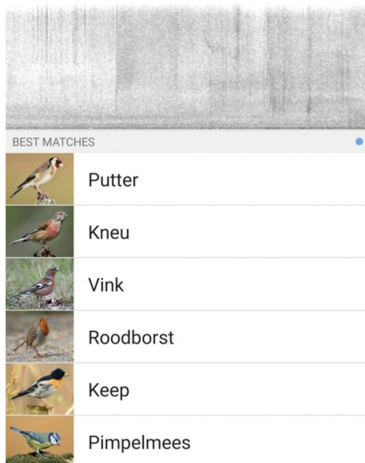 BEST MATCHES
Putter
Kneu
Vink
Roodborst
Keep
Pimpelmees